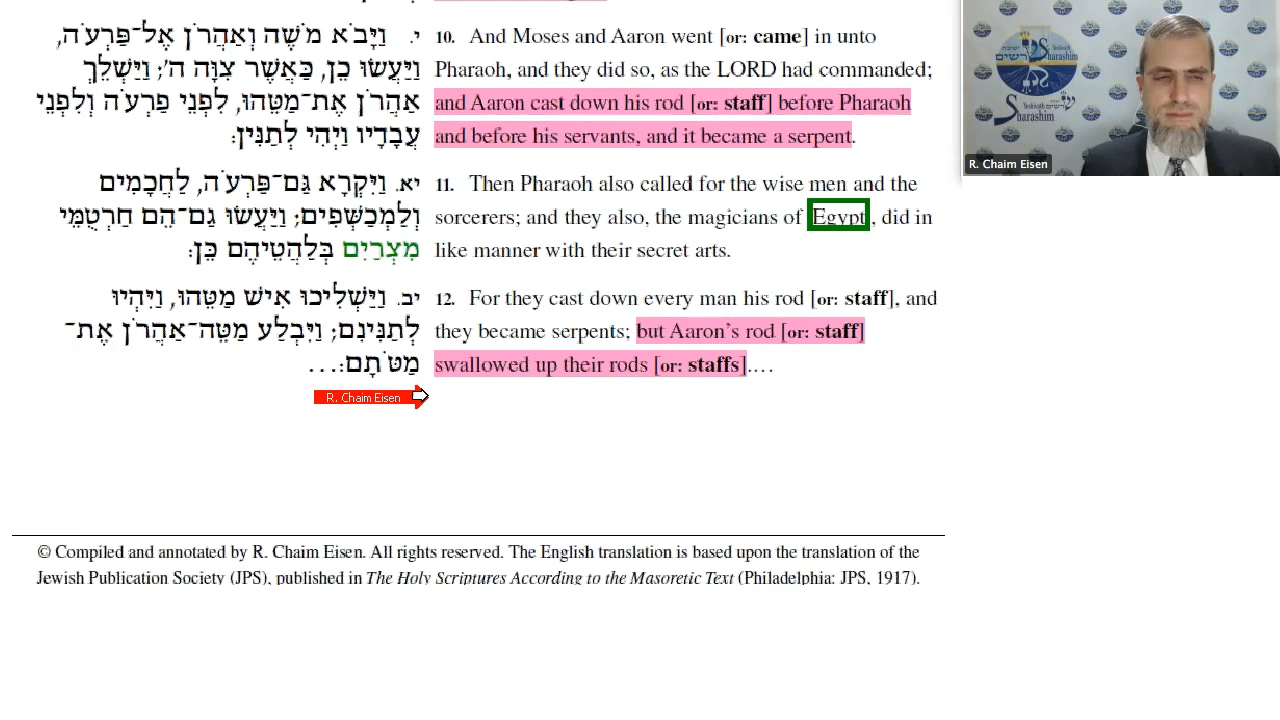 י. וַיָּבֹא מֹשֶׁה וְאַהֲרֹן אֶל־פַּרְעֹה,
וַיַּעֲשׂוּ כֵן, כַּאֲשֶׁר צִוָּה ה'; וַיַּשְׁלֵךְ
אַהֲרֹן אֶת־מַטֵּהוּ, לִפְנֵי פַרְעֹה וְלִפְנֵי
עֲבָדָיו וַיְהִי לְתַנִּין:
10. And Moses and Aaron went [or: came] in unto
Pharaoh, and they did so, as the LORD had commanded;
and Aaron cast down his rod [or: staff] before Pharaoh
and before his servants, and it became a serpent.
יא. וַיִּקְרָא גַּם־פַּרְעֹה, לַחֲכָמִים
וְלַמְכַשְּׁפִים; וַיַּעֲשׂוּ גַם־הֵם חַרְטֻמֵּי
מִצְרַיִם בְּלַהֲטֵיהֶם כֵּן:
11. Then Pharaoh also called for the wise men and the
sorcerers; and they also, the magicians of Egypt, did in
like manner with their secret arts.
יב. וַיַּשְׁלִיכוּ אִישׁ מַטֵּהוּ, וַיִּהְיוּ
לְתַנִּינִם; וַיִּבְלַע מַטֵּה־אַהֲרֹן אֶת־
מַטֹּתָם:...
12. For they cast down every man his rod [or: staff], and
they became serpents; but Aaron's rod [or: staff]
swallowed up their rods [or: staffs]....
R. Chaim Eisen
© Compiled and annotated by R. Chaim Eisen. All rights reserved. The English translation is based upon the translation of the
Jewish Publication Society (JPS), published in The Holy Scriptures According to the Masoretic Text (Philadelphia: JPS, 1917).
Sharashim
Yeshivath
Sharashim
R. Chaim Eisen